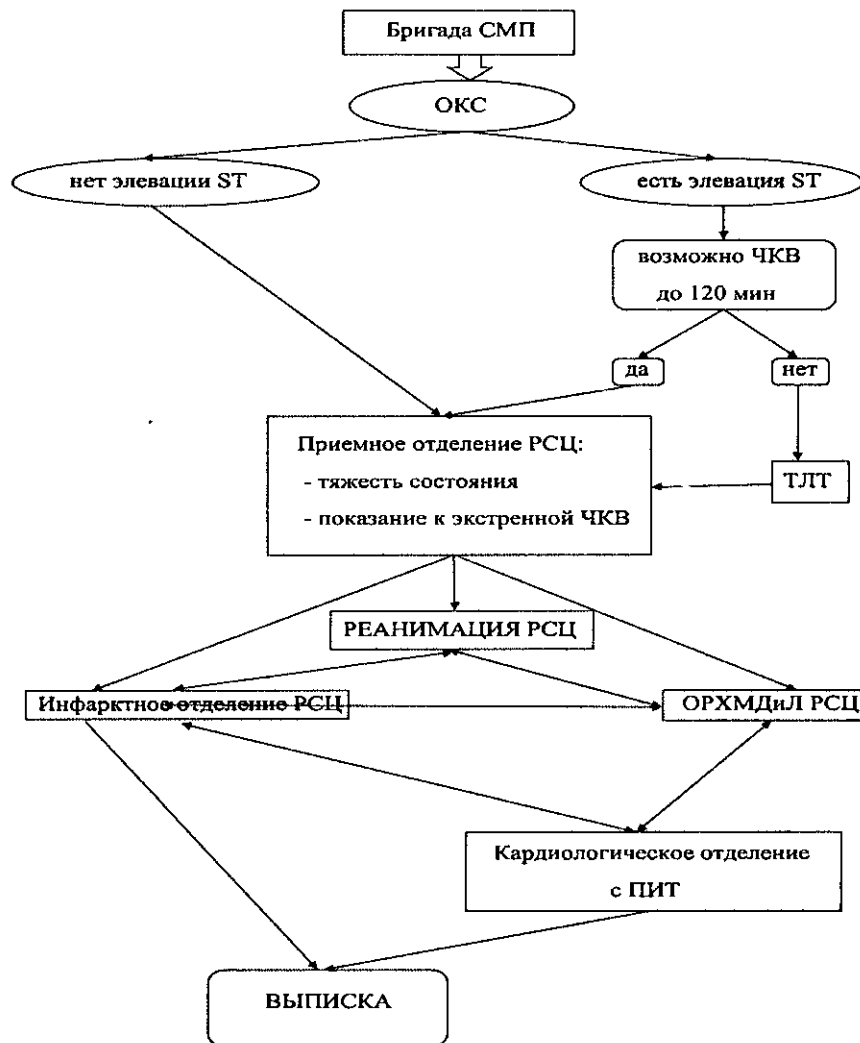 Бригада СМП
ОКС
нет элевации ST
есть элевация ST
возможно ЧКВ
до 120 мин
да
нет
Приемное отделение РСЦ:
- тяжесть состояния
- показание к экстренной ЧКВ
ТЛТ
РЕАНИМАЦИЯ РСЦ
Инфарктное отделение РСЦ
ОРХМДиЛ РСЦ
Кардиологическое отделение
с ПИТ
ВЫПИСКА